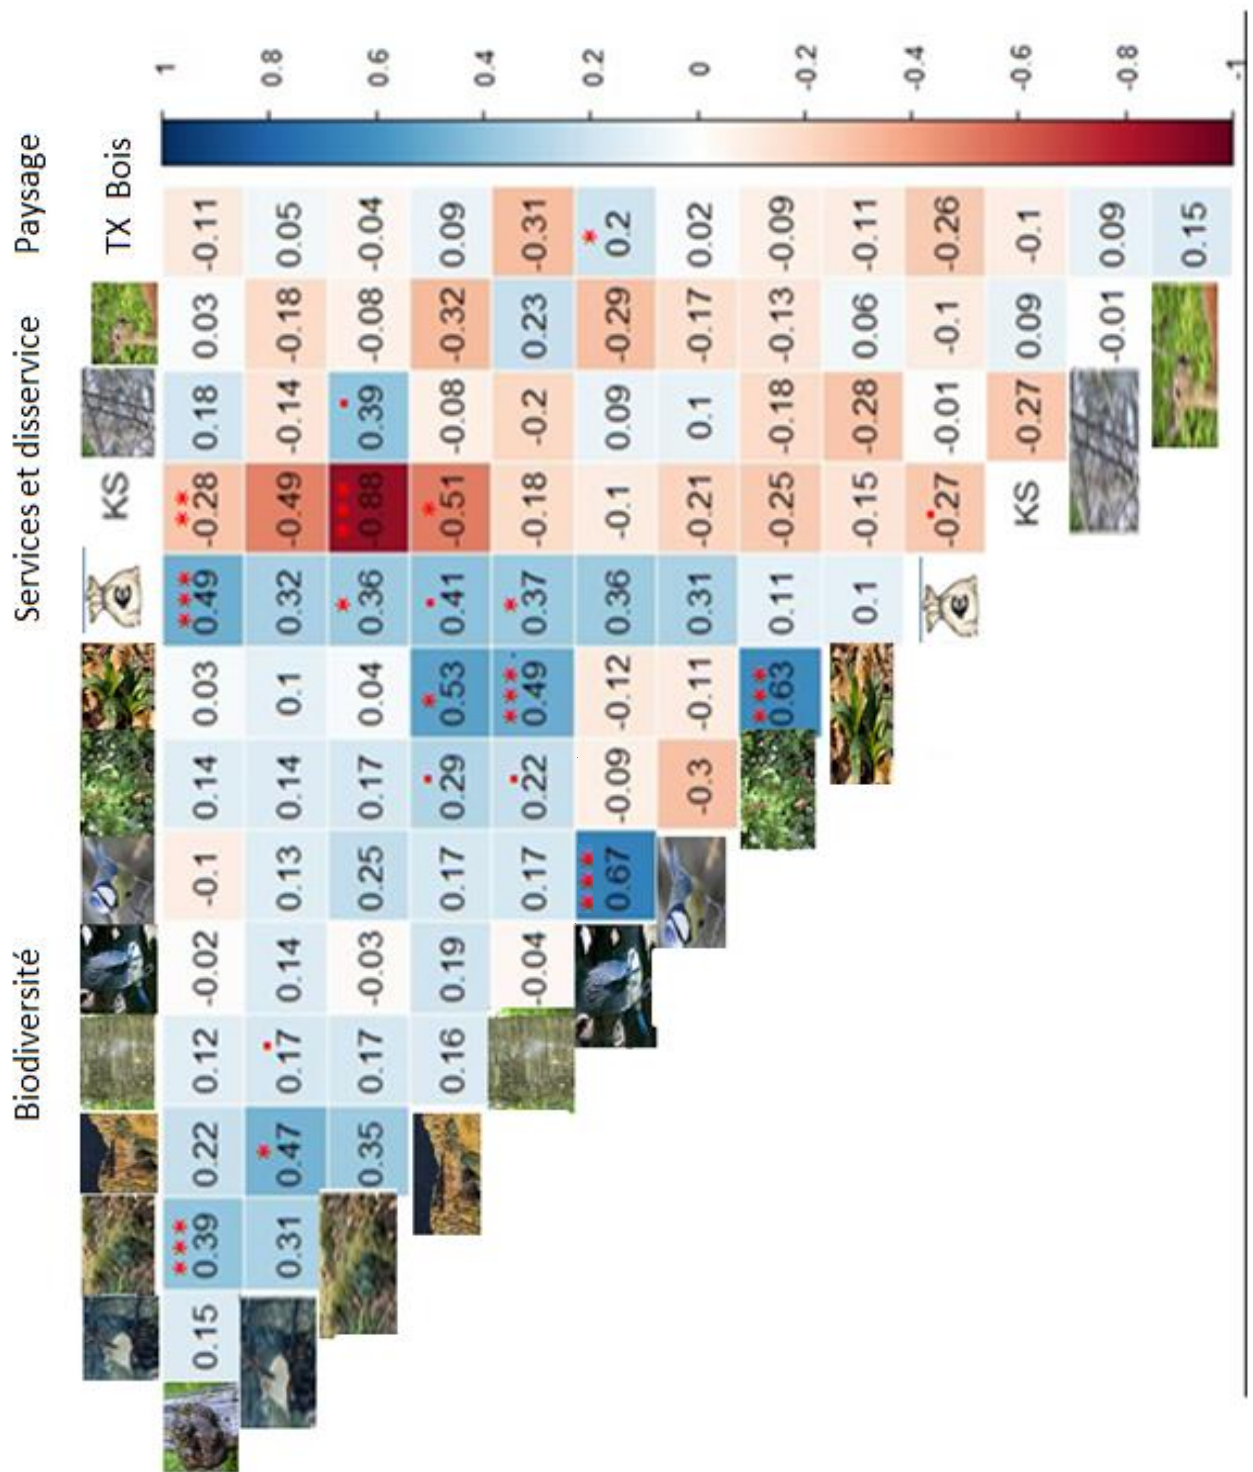 Biodiversité Services et disservice Paysage
€ KS TX Bois
*** *** **
0.15 0.39 0.22 0.12 -0.02 -0.1 0.14 0.03 0.49 -0.28 0.18 0.03 -0.11
* .
0.31 0.47 0.17 0.14 0.13 0.14 0.1 0.32 -0.49 -0.14 -0.18 0.05
* *** .
0.35 0.17 -0.03 0.25 0.17 0.04 0.36 -0.88 0.39 -0.08 -0.04
. * . *
0.16 0.19 0.17 0.29 0.53 0.41 -0.51 -0.08 -0.32 0.09
. *** *
-0.04 0.17 0.22 0.49 0.37 -0.18 -0.2 0.23 -0.31
*** *
0.67 -0.09 -0.12 0.36 -0.1 0.09 -0.29 0.2
-0.3 -0.11 0.31 -0.21 0.1 -0.17 0.02
***
0.63 0.11 -0.25 -0.18 -0.13 -0.09
0.1 -0.15 -0.28 0.06 -0.11
.
€ -0.27 -0.01 -0.1 -0.26
KS -0.27 0.09 -0.1
-0.01 0.09
0.15
1
0.8
0.6
0.4
0.2
0
-0.2
-0.4
-0.6
-0.8
-1